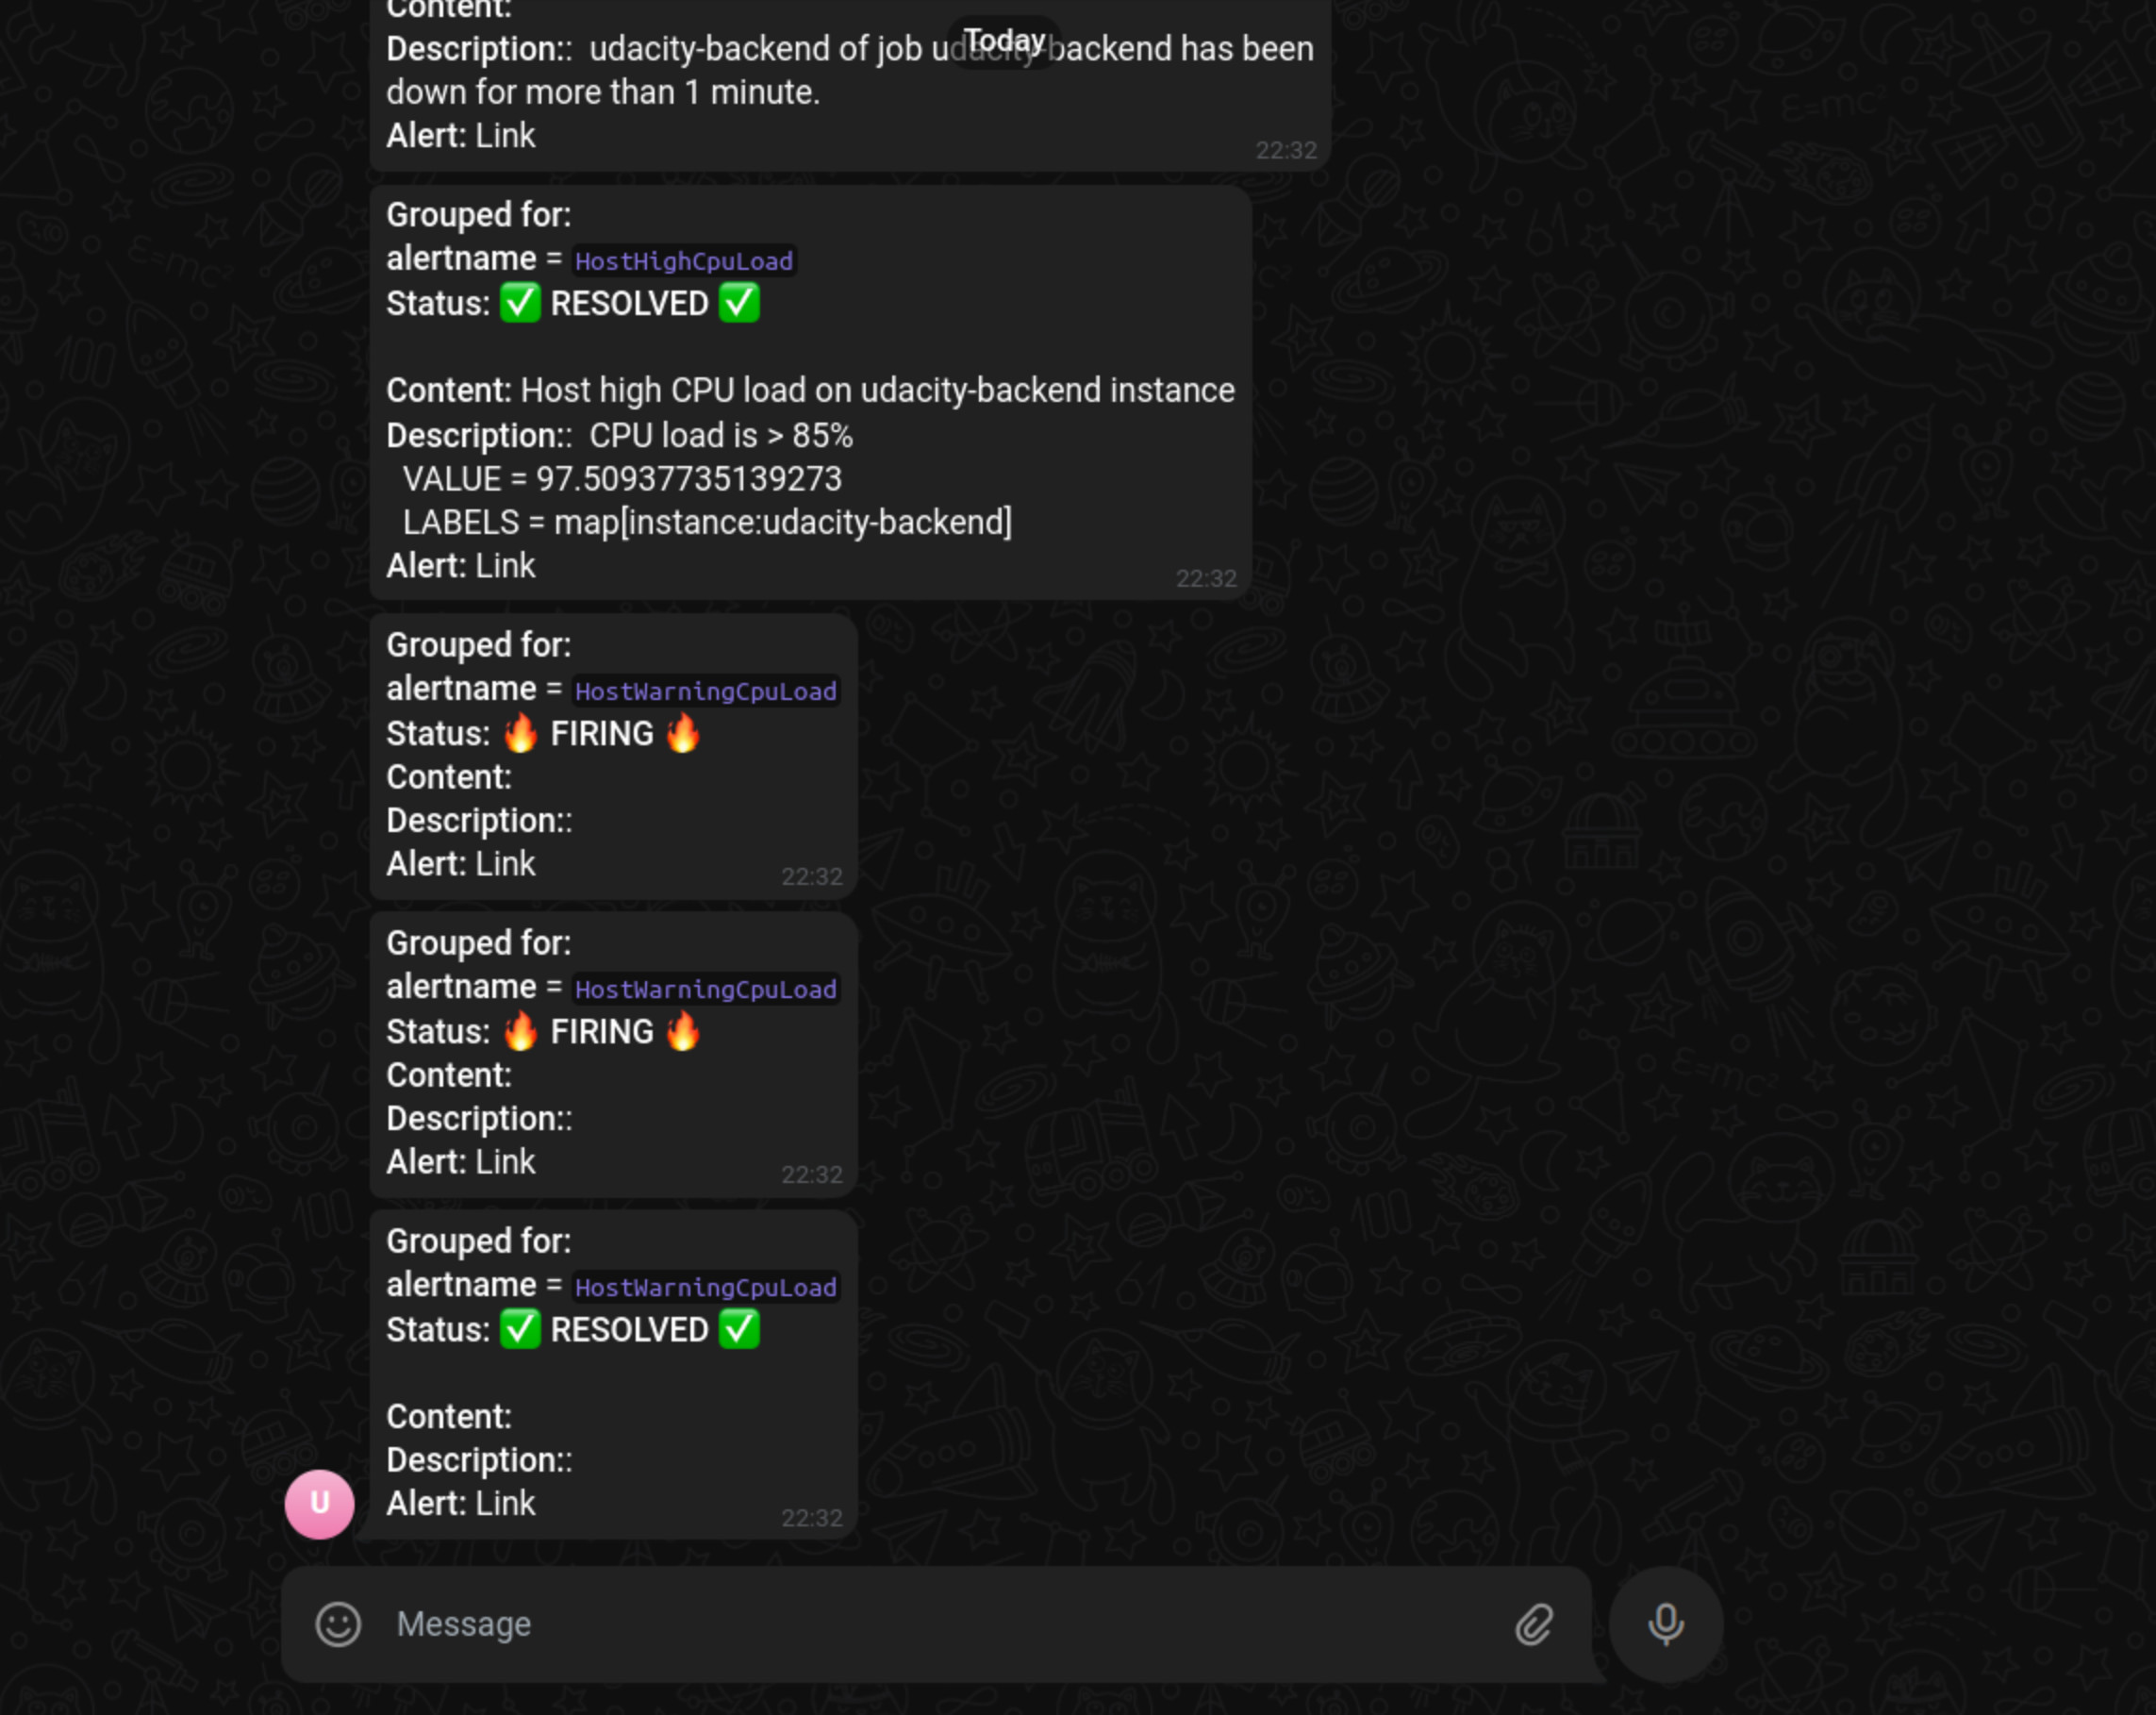 Content:
Today
Description:: udacity-backend of job udacity-backend has been
down for more than 1 minute.
Alert: Link
22:32
Grouped for:
alertname = HostHighCpuLoad
Status: ✅ RESOLVED ✅
Content: Host high CPU load on udacity-backend instance
Description:: CPU load is > 85%
VALUE = 97.50937735139273
LABELS = map[instance:udacity-backend]
Alert: Link
22:32
Grouped for:
alertname = HostWarningCpuLoad
Status: 🔥 FIRING 🔥
Content:
Description::
Alert: Link
22:32
Grouped for:
alertname = HostWarningCpuLoad
Status: 🔥 FIRING 🔥
Content:
Description::
Alert: Link
22:32
Grouped for:
alertname = HostWarningCpuLoad
Status: ✅ RESOLVED ✅
Content:
Description::
Alert: Link
22:32
U
Message